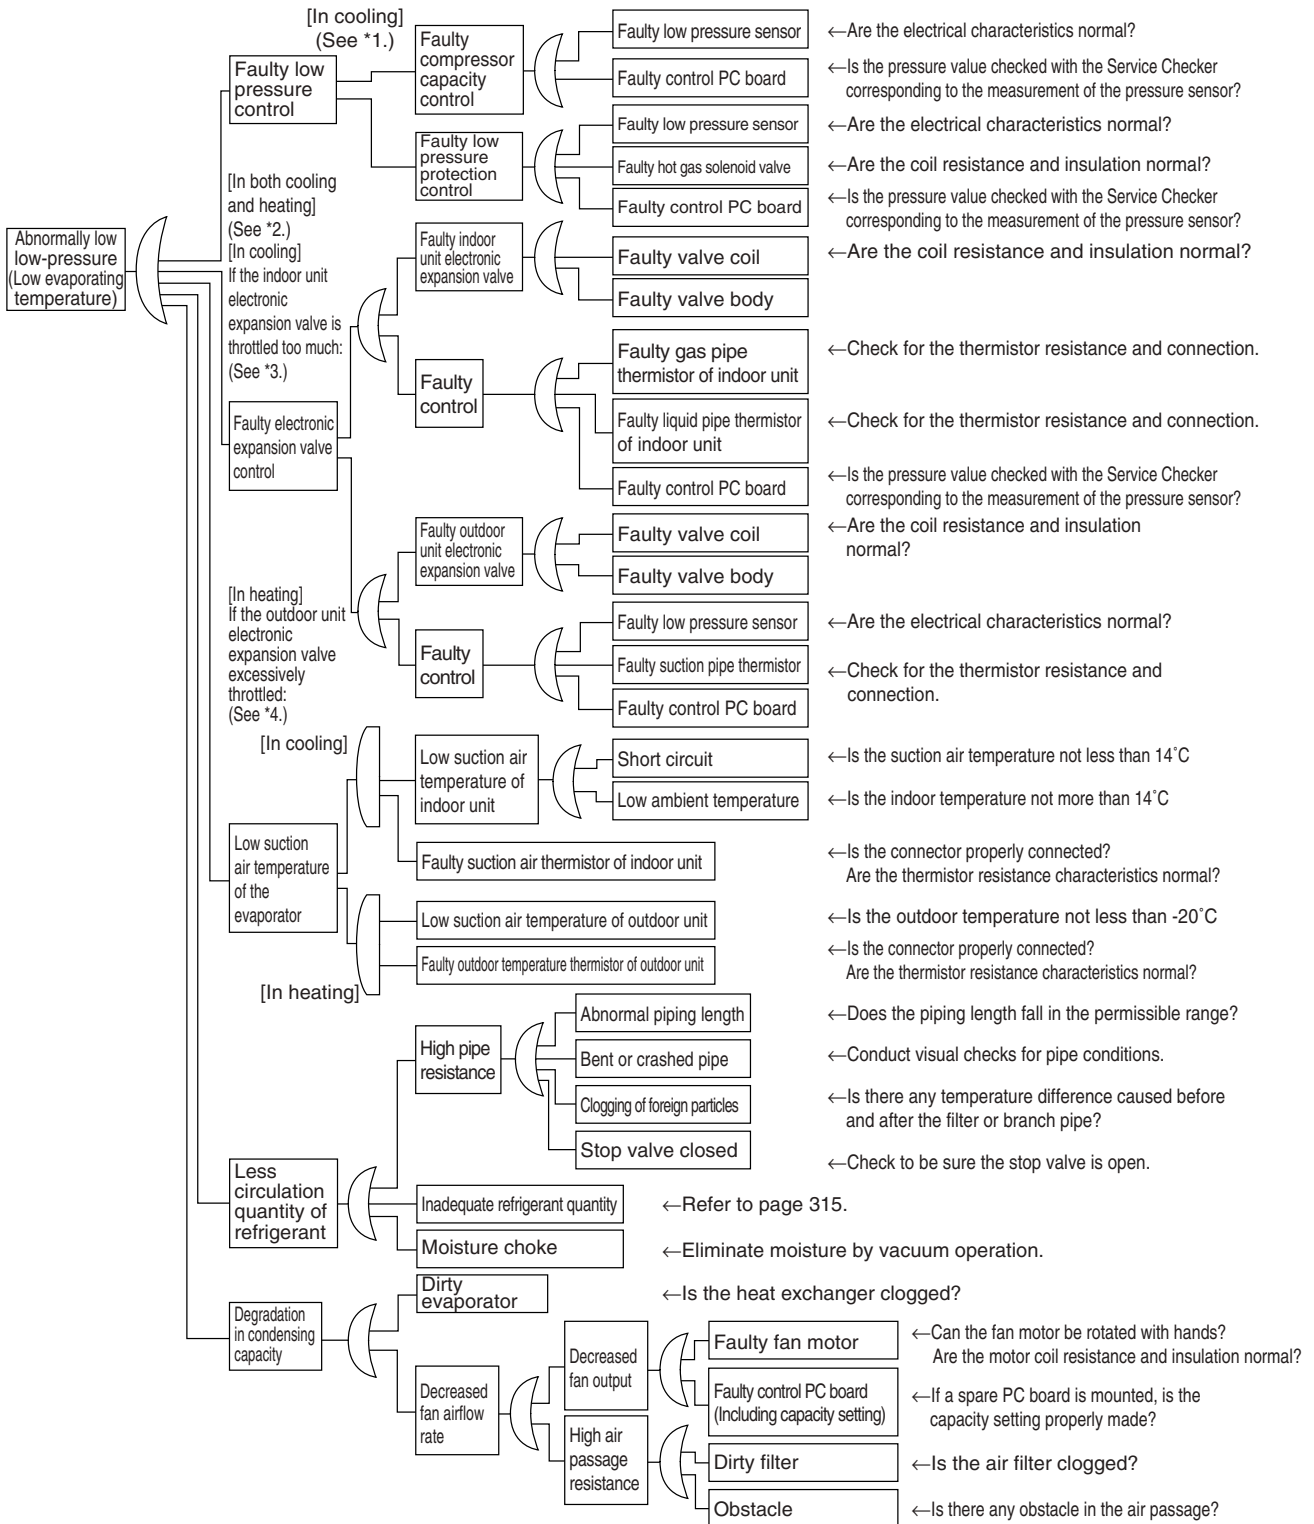 [In cooling]
(See *1.)
Faulty low
pressure
control
Faulty
compressor
capacity
control
Faulty low pressure sensor
←Are the electrical characteristics normal?
Faulty control PC board
←Is the pressure value checked with the Service Checker
corresponding to the measurement of the pressure sensor?
Faulty low
pressure
protection
control
Faulty low pressure sensor
←Are the electrical characteristics normal?
Faulty hot gas solenoid valve
←Are the coil resistance and insulation normal?
Faulty control PC board
←Is the pressure value checked with the Service Checker
corresponding to the measurement of the pressure sensor?
[In both cooling
and heating]
(See *2.)
[In cooling]
If the indoor unit
electronic
expansion valve is
throttled too much:
(See *3.)
Abnormally low
low-pressure
(Low evaporating
temperature)
Faulty electronic
expansion valve
control
Faulty indoor
unit electronic
expansion valve
Faulty valve coil
←Are the coil resistance and insulation normal?
Faulty valve body
Faulty
control
Faulty gas pipe
thermistor of indoor unit
←Check for the thermistor resistance and connection.
Faulty liquid pipe thermistor
of indoor unit
←Check for the thermistor resistance and connection.
Faulty control PC board
←Is the pressure value checked with the Service Checker
corresponding to the measurement of the pressure sensor?
Faulty outdoor
unit electronic
expansion valve
Faulty valve coil
←Are the coil resistance and insulation
normal?
Faulty valve body
[In heating]
If the outdoor unit
electronic
expansion valve
excessively
throttled:
(See *4.)
Faulty
control
Faulty low pressure sensor
←Are the electrical characteristics normal?
Faulty suction pipe thermistor
←Check for the thermistor resistance and
connection.
Faulty control PC board
[In cooling]
Low suction
air temperature
of the
evaporator
Low suction air
temperature of
indoor unit
Short circuit
←Is the suction air temperature not less than 14˚C
Low ambient temperature
←Is the indoor temperature not more than 14˚C
Faulty suction air thermistor of indoor unit
←Is the connector properly connected?
Are the thermistor resistance characteristics normal?
Low suction air temperature of outdoor unit
←Is the outdoor temperature not less than -20˚C
Faulty outdoor temperature thermistor of outdoor unit
←Is the connector properly connected?
Are the thermistor resistance characteristics normal?
[In heating]
Less
circulation
quantity of
refrigerant
High pipe
resistance
Abnormal piping length
←Does the piping length fall in the permissible range?
Bent or crashed pipe
←Conduct visual checks for pipe conditions.
Clogging of foreign particles
←Is there any temperature difference caused before
and after the filter or branch pipe?
Stop valve closed
←Check to be sure the stop valve is open.
Inadequate refrigerant quantity
←Refer to page 315.
Moisture choke
←Eliminate moisture by vacuum operation.
Degradation
in condensing
capacity
Dirty
evaporator
←Is the heat exchanger clogged?
Decreased
fan airflow
rate
Decreased
fan output
Faulty fan motor
←Can the fan motor be rotated with hands?
Are the motor coil resistance and insulation normal?
Faulty control PC board
(Including capacity setting)
←If a spare PC board is mounted, is the
capacity setting properly made?
High air
passage
resistance
Dirty filter
←Is the air filter clogged?
Obstacle
←Is there any obstacle in the air passage?